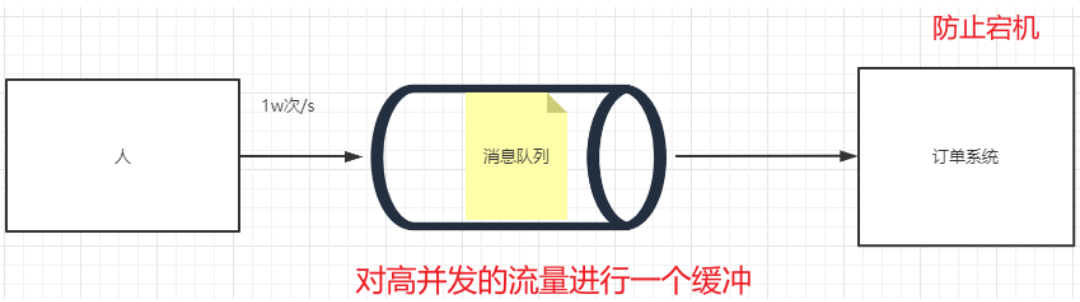 防止宕机
1w次/s
人
消息队列
订单系统
对高并发的流量进行一个缓冲